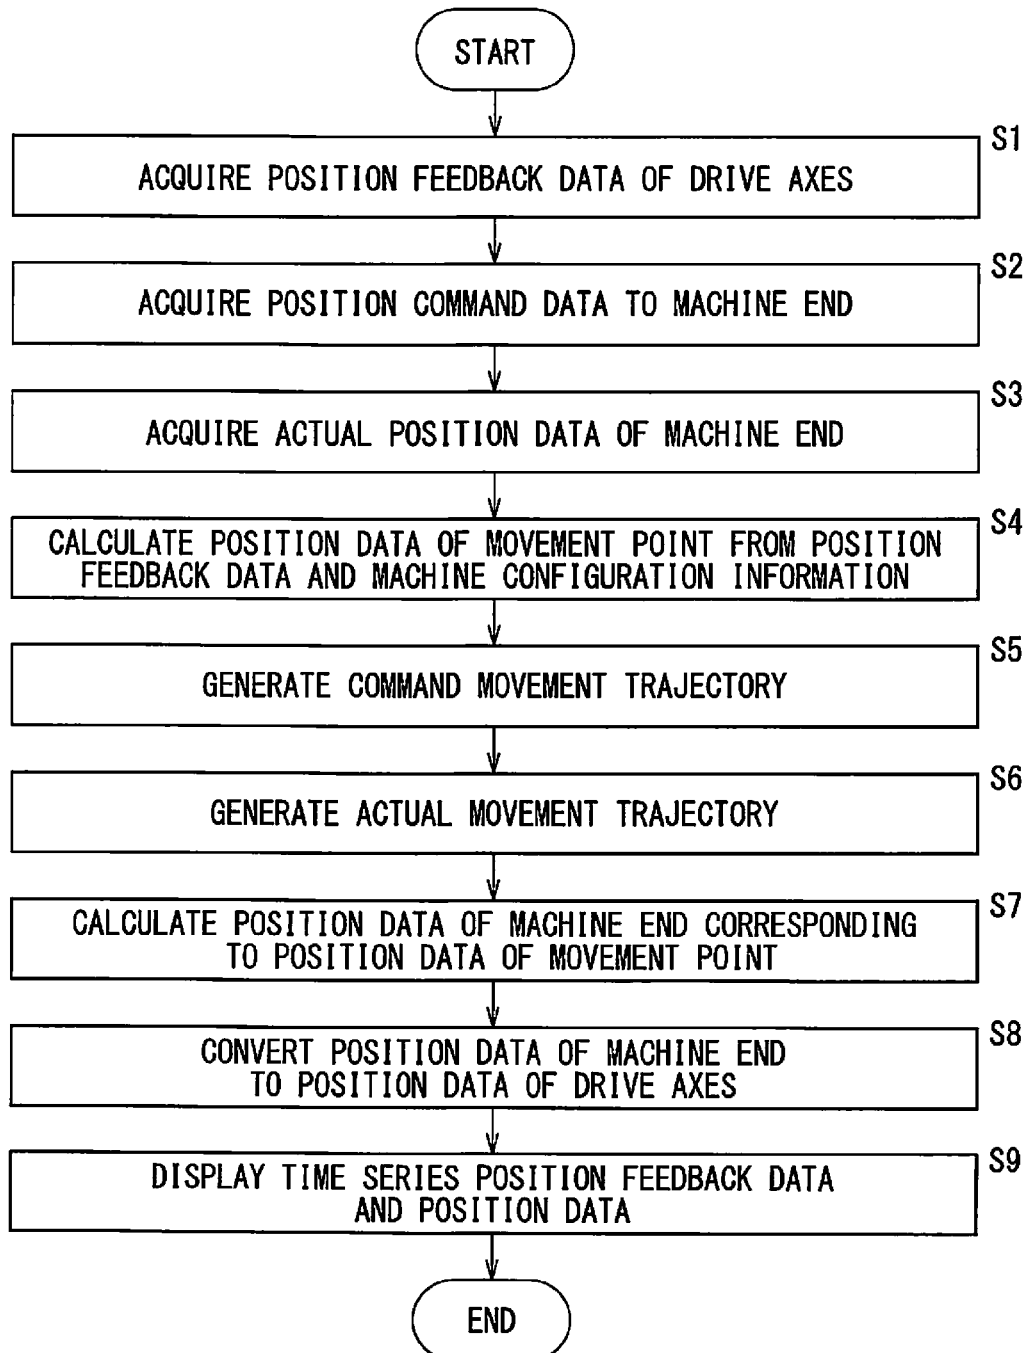 START
S1
ACQUIRE POSITION FEEDBACK DATA OF DRIVE AXES
S2
ACQUIRE POSITION COMMAND DATA TO MACHINE END
S3
ACQUIRE ACTUAL POSITION DATA OF MACHINE END
S4
CALCULATE POSITION DATA OF MOVEMENT POINT FROM POSITION
FEEDBACK DATA AND MACHINE CONFIGURATION INFORMATION
S5
GENERATE COMMAND MOVEMENT TRAJECTORY
S6
GENERATE ACTUAL MOVEMENT TRAJECTORY
S7
CALCULATE POSITION DATA OF MACHINE END CORRESPONDING
TO POSITION DATA OF MOVEMENT POINT
S8
CONVERT POSITION DATA OF MACHINE END
TO POSITION DATA OF DRIVE AXES
S9
DISPLAY TIME SERIES POSITION FEEDBACK DATA
AND POSITION DATA
END